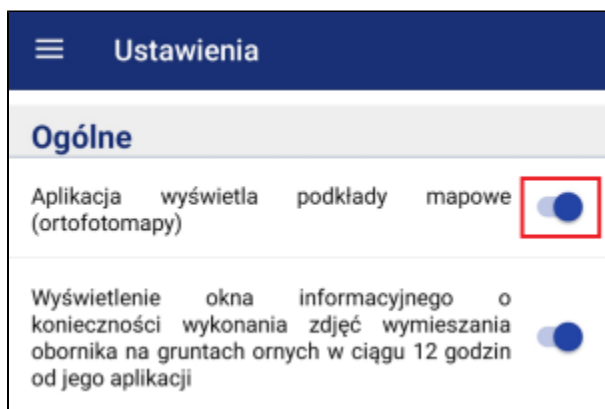 Ustawienia
Ogólne
Aplikacja wyświetla podkłady mapowe
(ortofotomapy)
Wyświetlenie okna informacyjnego o
konieczności wykonania zdjęć wymieszania
obornika na gruntach ornych w ciągu 12 godzin
od jego aplikacji